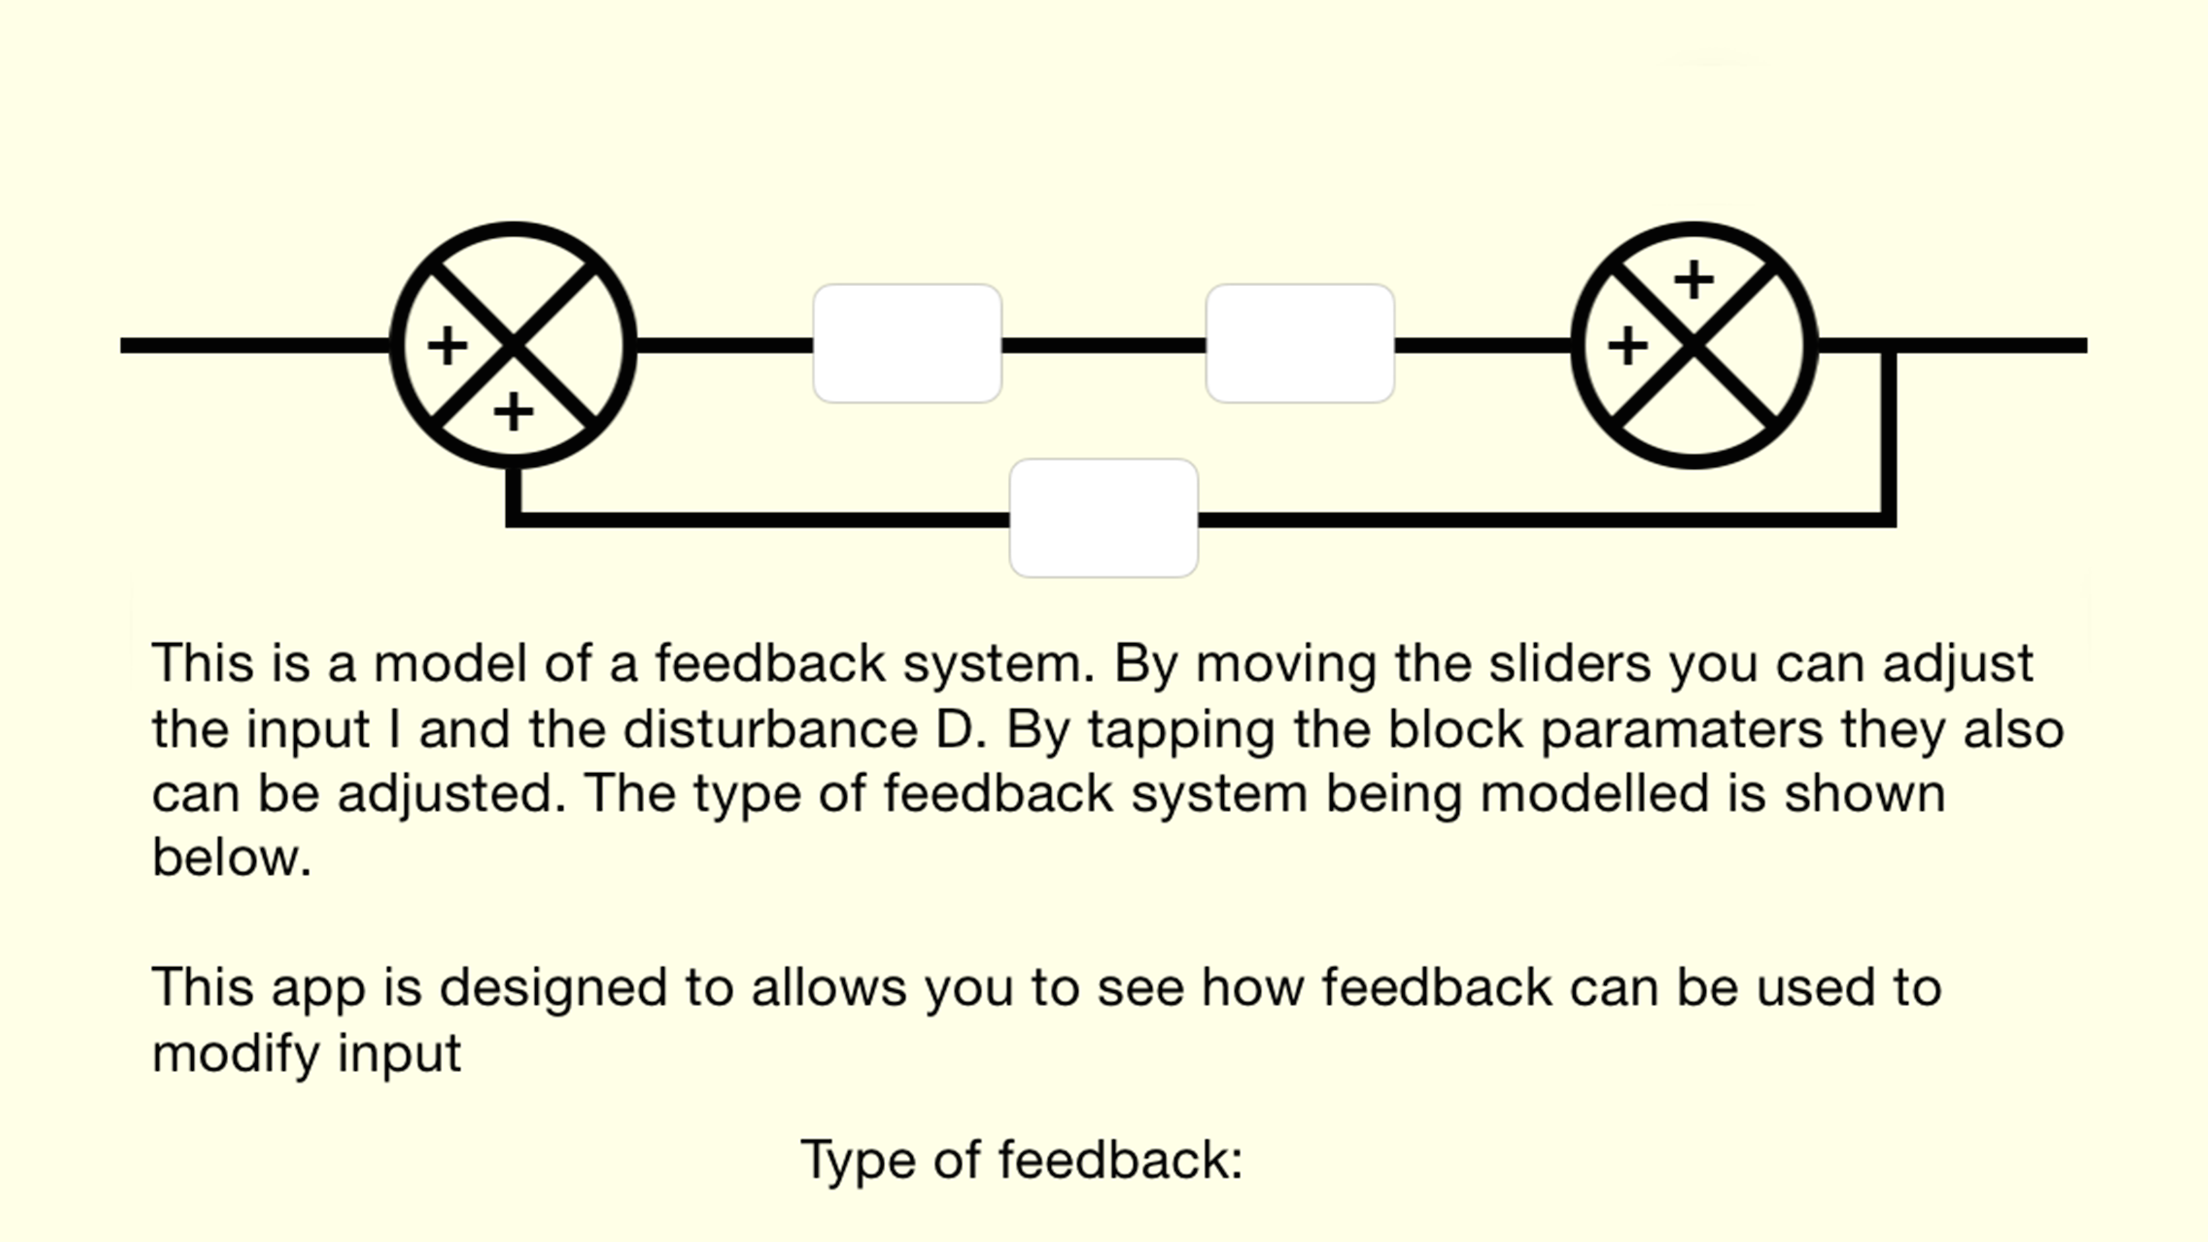 + +
+ +
This is a model of a feedback system. By moving the sliders you can adjust
the input I and the disturbance D. By tapping the block paramaters they also
can be adjusted. The type of feedback system being modelled is shown
below.
This app is designed to allows you to see how feedback can be used to
modify input
Type of feedback: